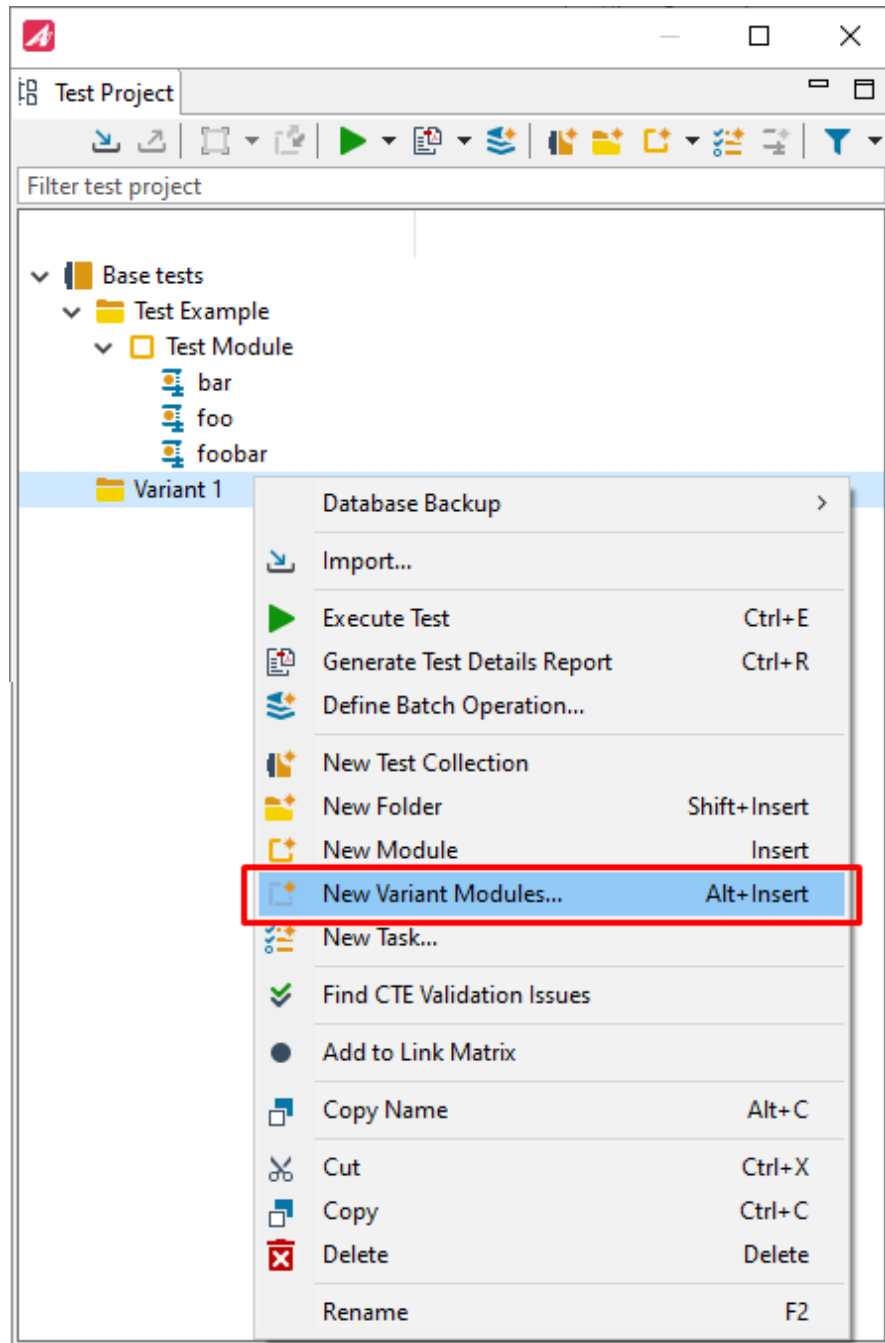 Test Project
Filter test project
Base tests
Test Example
Test Module
bar
foo
foobar
Variant 1
Database Backup
Import...
Execute Test Ctrl+E
Generate Test Details Report Ctrl+R
Define Batch Operation...
New Test Collection
New Folder Shift+Insert
New Module Insert
New Variant Modules... Alt+Insert
New Task...
Find CTE Validation Issues
Add to Link Matrix
Copy Name Alt+C
Cut Ctrl+X
Copy Ctrl+C
Delete Delete
Rename F2